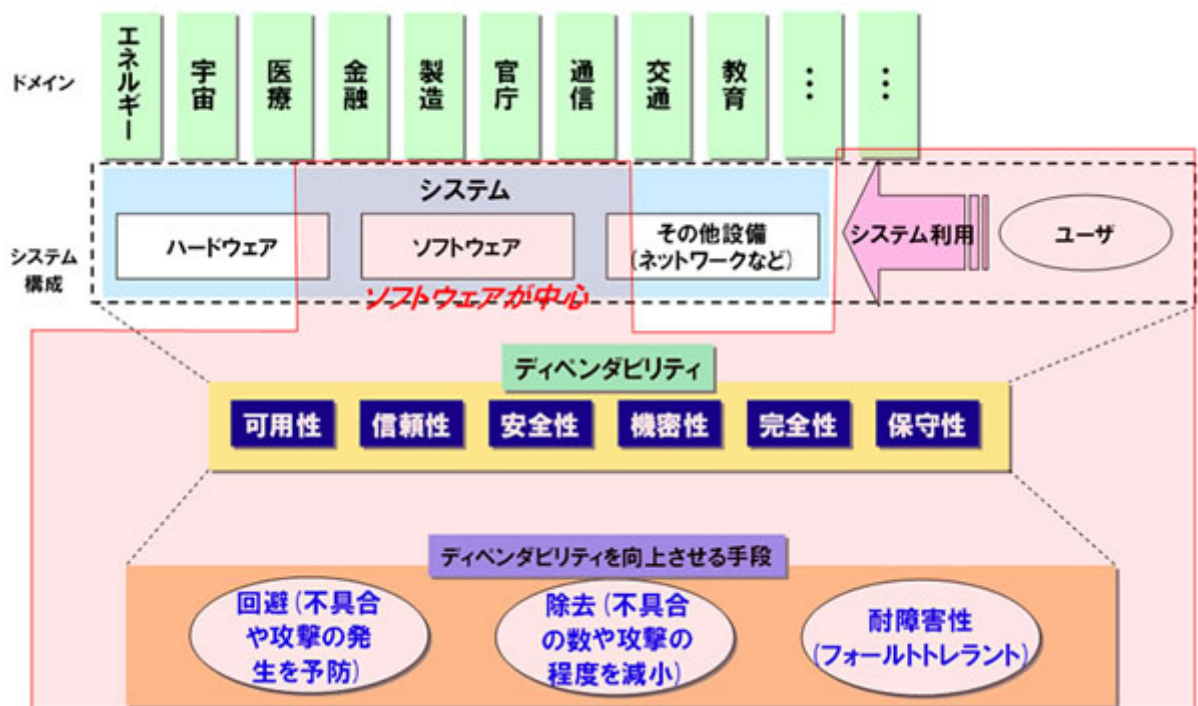 ドメイン
エネルギー
宇宙
医療
金融
製造
官庁
通信
交通
教育
…
…
システム
構成
システム
ハードウェア
ソフトウェア
その他設備
(ネットワークなど)
システム利用
ユーザ
ソフトウェアが中心
ディペンダビリティ
可用性
信頼性
安全性
機密性
完全性
保守性
ディペンダビリティを向上させる手段
回避(不具合
や攻撃の発
生を予防)
除去(不具合
の数や攻撃の
程度を減小)
耐障害性
(フォールトトレラント)